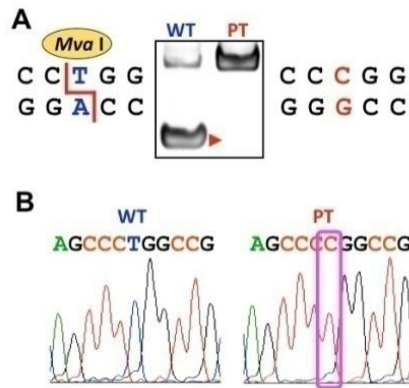 A
Mva I
WT PT
C C T G G
G G A C C
C C C G G
G G G C C
B
WT
AGCCCTGGCCG
PT
AGCCCCGGCCG